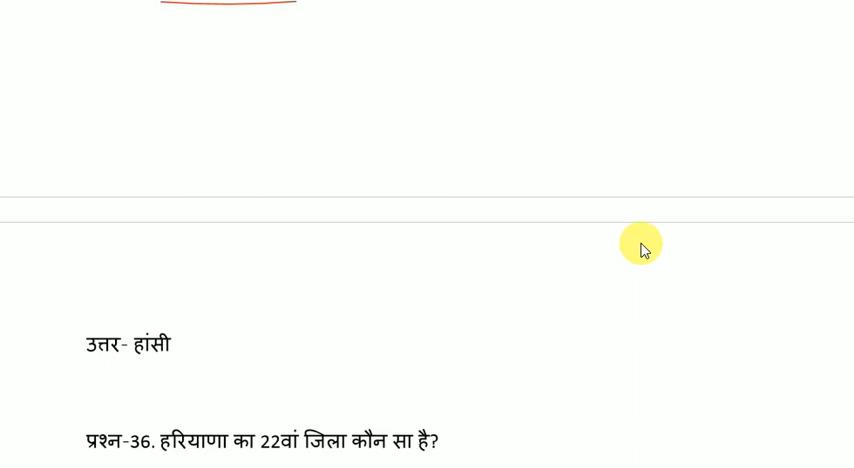 उत्तर- हांसी
प्रश्न-36. हरियाणा का 22वां जिला कौन सा है?